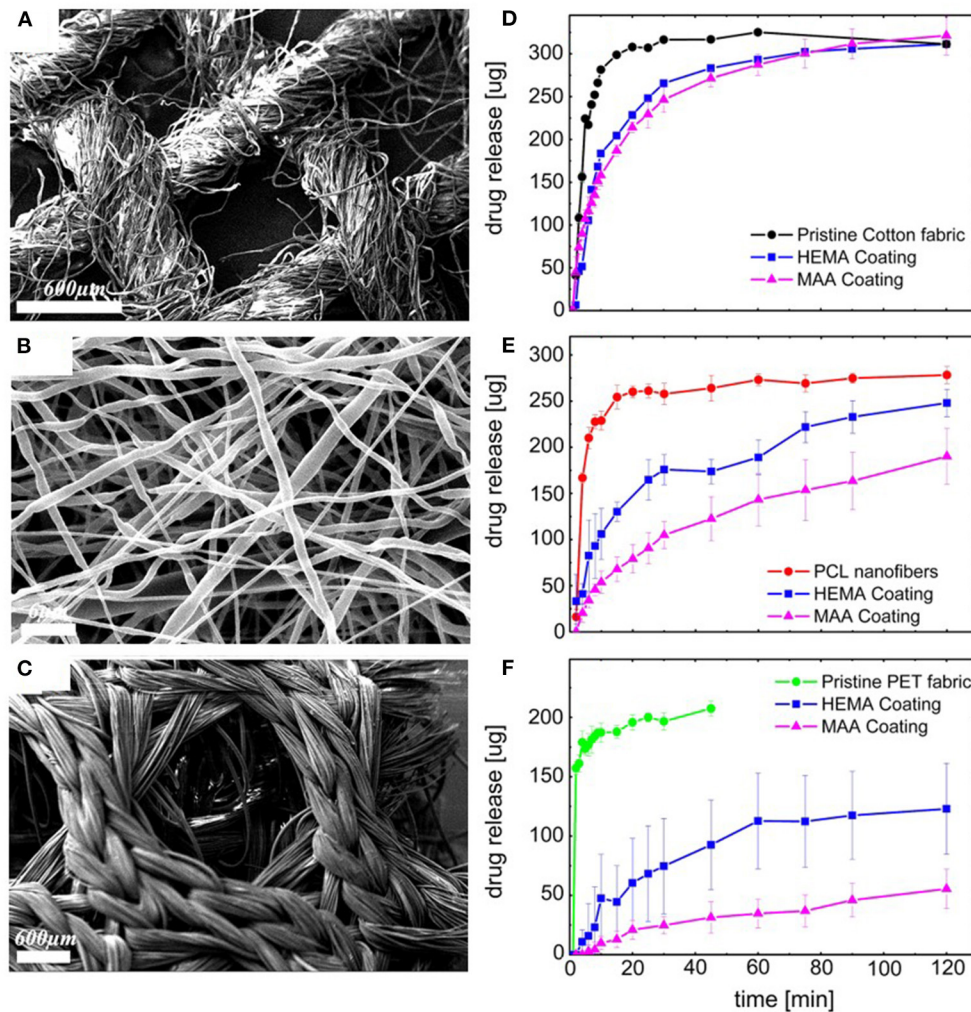 A
600μm
B
6μm
C
600μm
D
drug release [ug]
300
250
200
150
100
50
0
Pristine Cotton fabric
HEMA Coating
MAA Coating
E
drug release [ug]
300
250
200
150
100
50
0
PCL nanofibers
HEMA Coating
MAA Coating
F
drug release [ug]
200
150
100
50
0
Pristine PET fabric
HEMA Coating
MAA Coating
0 20 40 60 80 100 120
time [min]